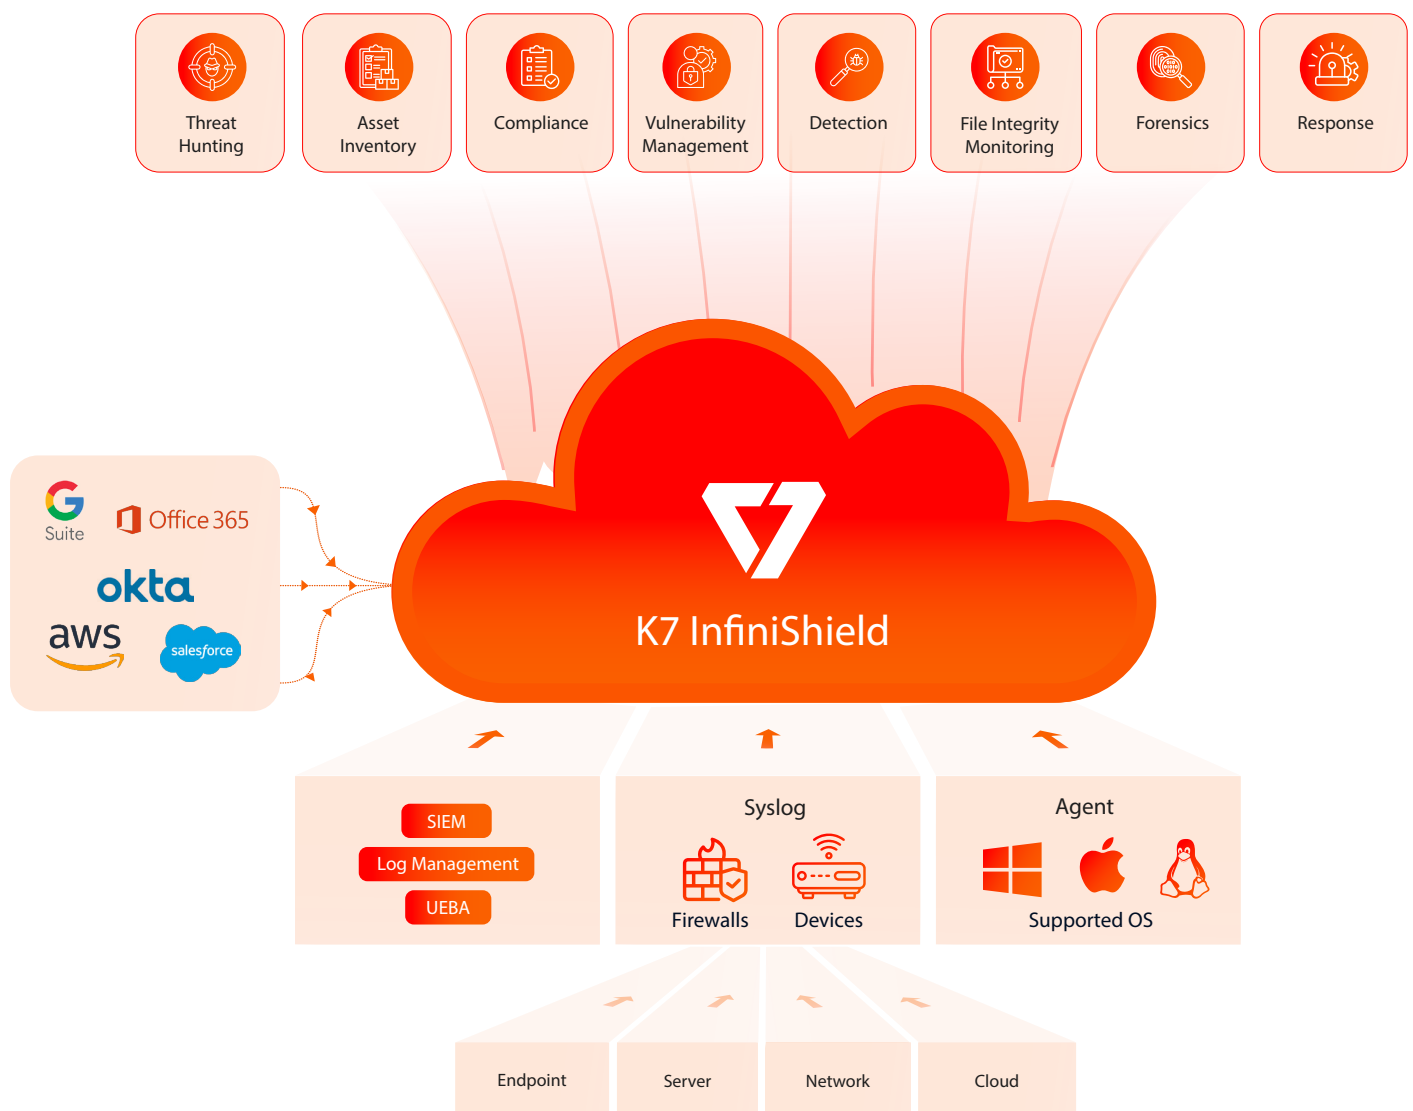 Threat
Hunting
Asset
Inventory
Compliance
Vulnerability
Management
Detection
File Integrity
Monitoring
Forensics
Response
G
Suite
Office 365
okta
aws
salesforce
K7 InfiniShield
SIEM
Log Management
UEBA
Syslog
Firewalls
Devices
Agent
Supported OS
Endpoint
Server
Network
Cloud